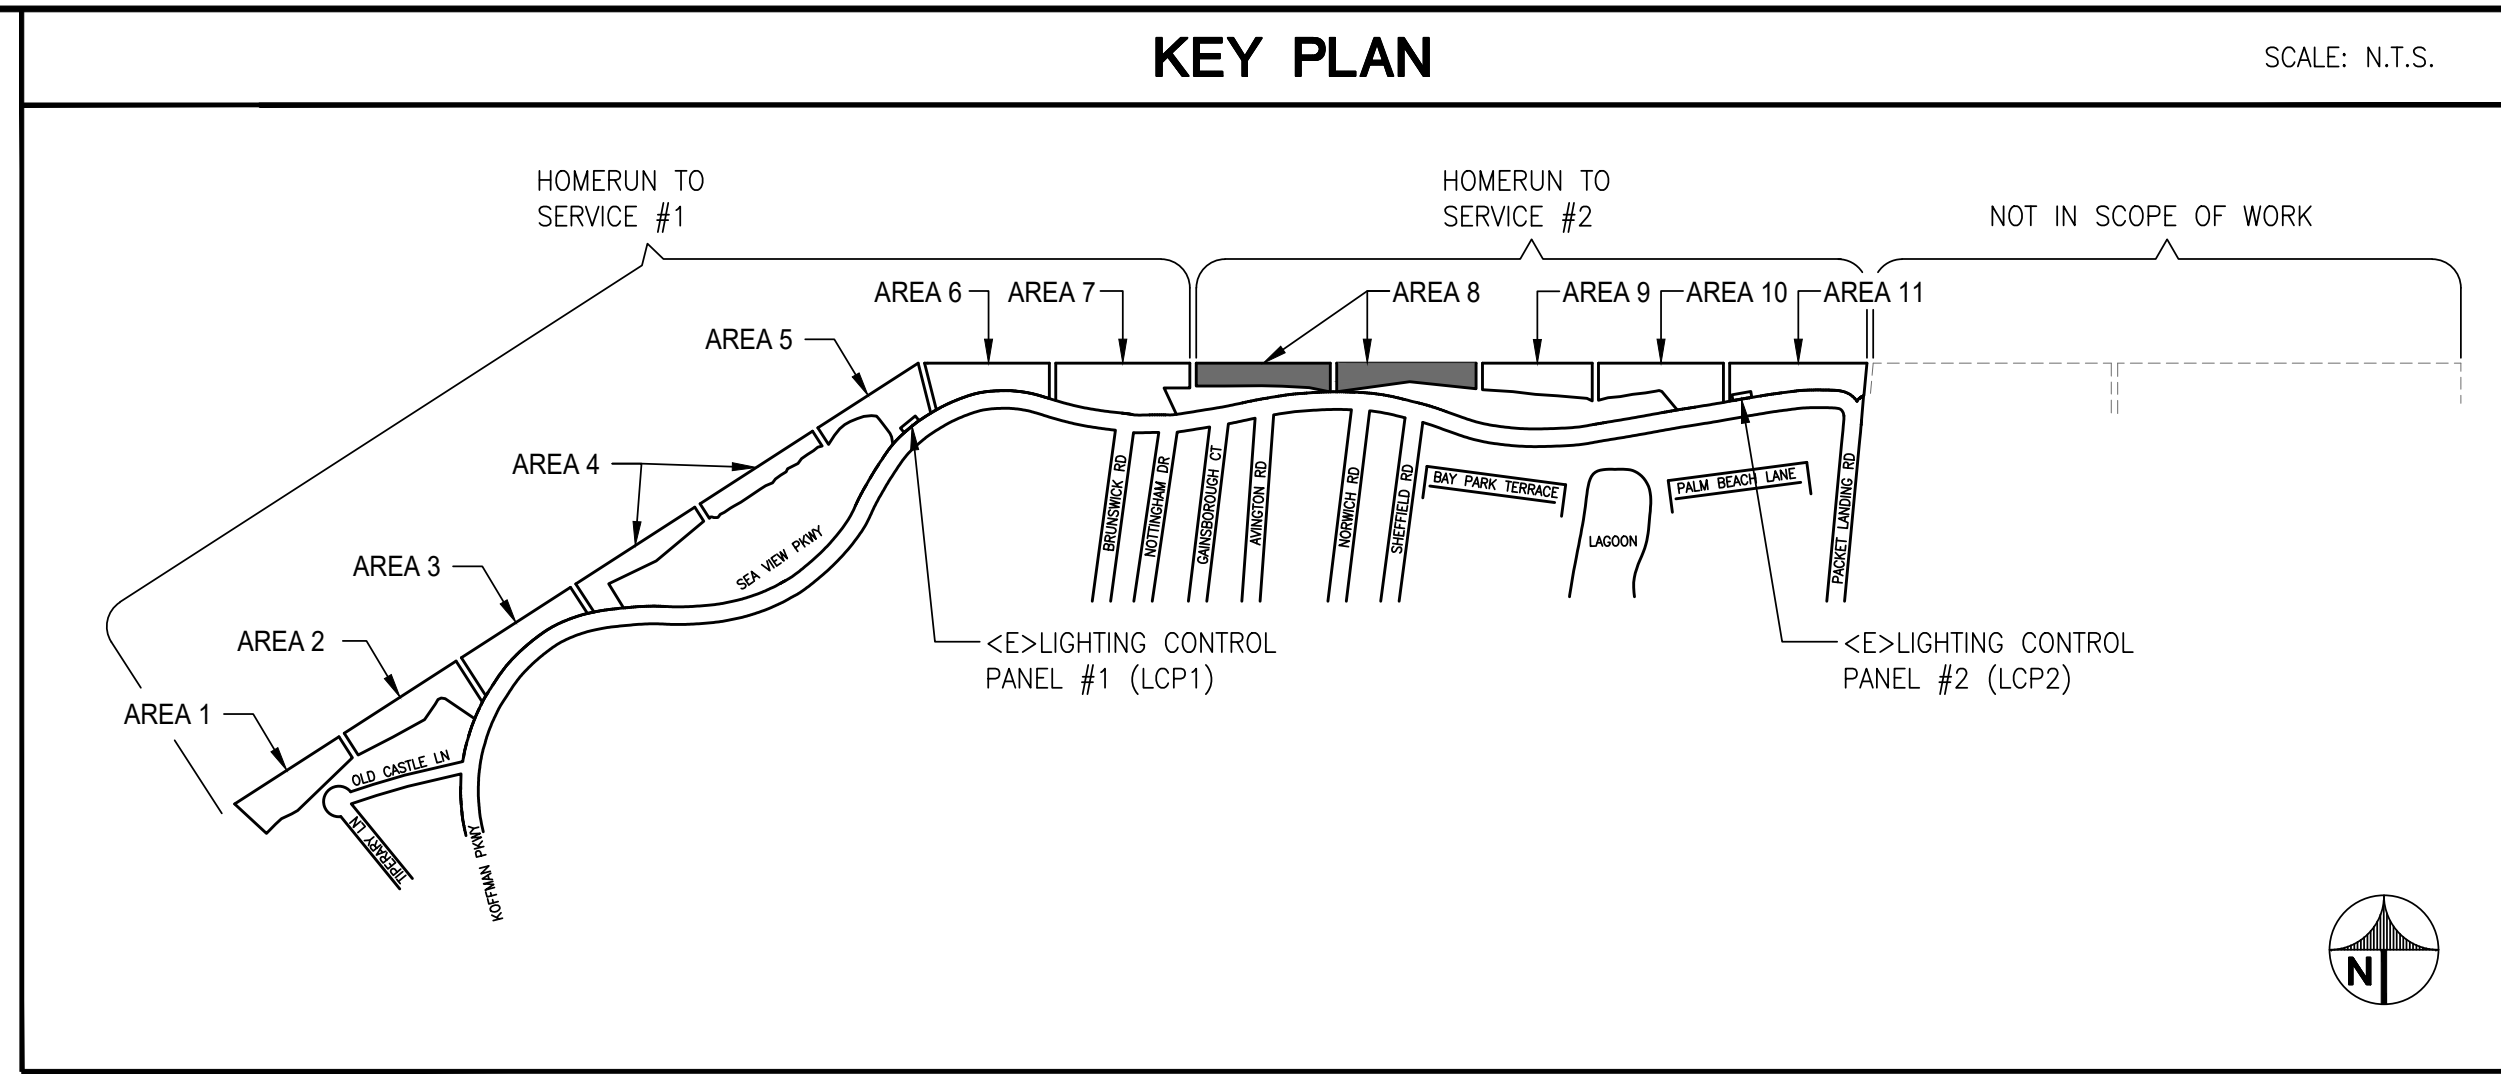 KEY PLAN
SCALE: N.T.S.
HOMERUN TO
SERVICE #1
HOMERUN TO
SERVICE #2
NOT IN SCOPE OF WORK
AREA 6
AREA 7
AREA 8
AREA 9
AREA 10
AREA 11
AREA 5
AREA 4
AREA 3
AREA 2
AREA 1
SEA VIEW PKWY
BRUNSWICK RD
NOTTINGHAM DR
GAINSBOROUGH CT
AVINGTON RD
NORWICH RD
SHEFFIELD RD
BAY PARK TERRACE
LAGOON
PALM BEACH LANE
PACKET LANDING RD
<E>LIGHTING CONTROL
PANEL #1 (LCP1)
<E>LIGHTING CONTROL
PANEL #2 (LCP2)
OLD CASTLE LN
TIPERARY LN
KOFFMAN PKWY
N